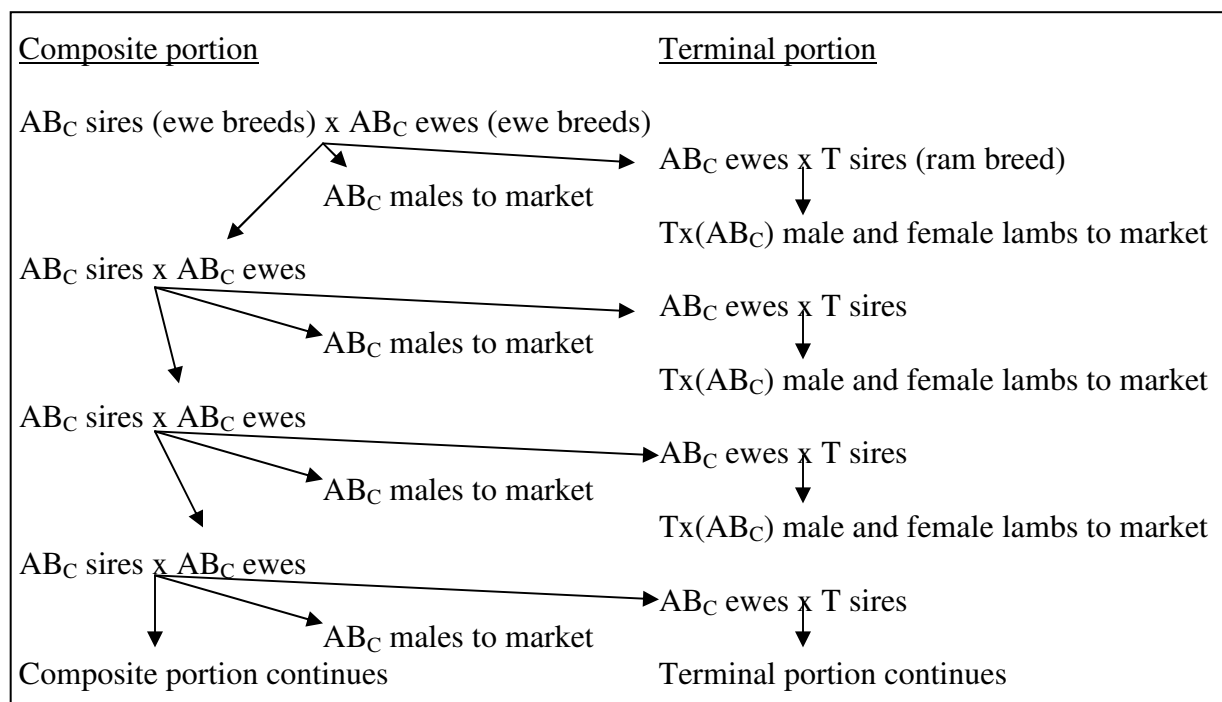 Composite portion
Terminal portion
AB_C sires (ewe breeds) x AB_C ewes (ewe breeds)
AB_C ewes x T sires (ram breed)
AB_C males to market
Tx(AB_C) male and female lambs to market
AB_C sires x AB_C ewes
AB_C ewes x T sires
AB_C males to market
Tx(AB_C) male and female lambs to market
AB_C sires x AB_C ewes
AB_C ewes x T sires
AB_C males to market
Tx(AB_C) male and female lambs to market
AB_C sires x AB_C ewes
AB_C ewes x T sires
AB_C males to market
Composite portion continues
Terminal portion continues